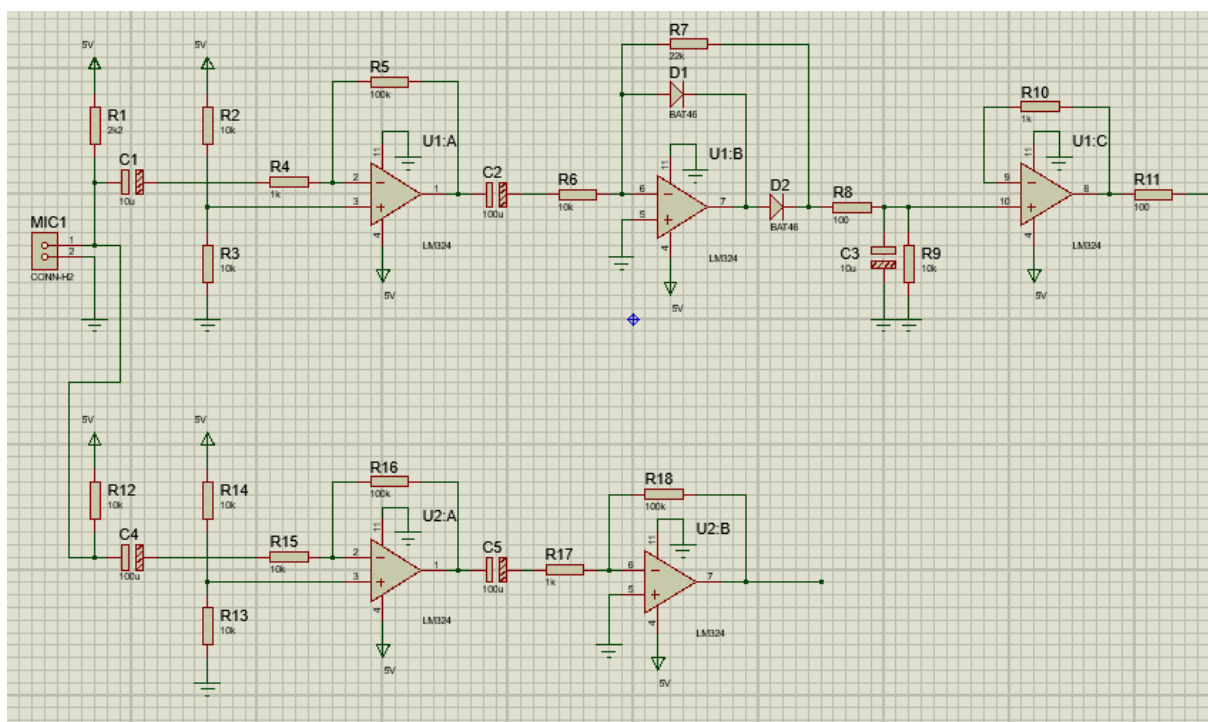 5V
5V
R1
2k2
R2
10k
C1
10u
R3
10k
R4
1k
R5
100k
U1:A
11
2
3
1
4
LM324
5V
MIC1
1
2
CONN-H2
C2
100u
R6
10k
R7
22k
D1
BAT46
U1:B
11
6
5
7
4
LM324
5V
D2
BAT46
R8
100
C3
10u
R9
10k
R10
1k
U1:C
11
9
10
8
4
LM324
5V
R11
100
5V
5V
R12
10k
R14
10k
C4
100u
R13
10k
R15
10k
R16
100k
U2:A
11
2
3
1
4
LM324
5V
C5
100u
R17
1k
R18
100k
U2:B
11
6
5
7
4
LM324
5V